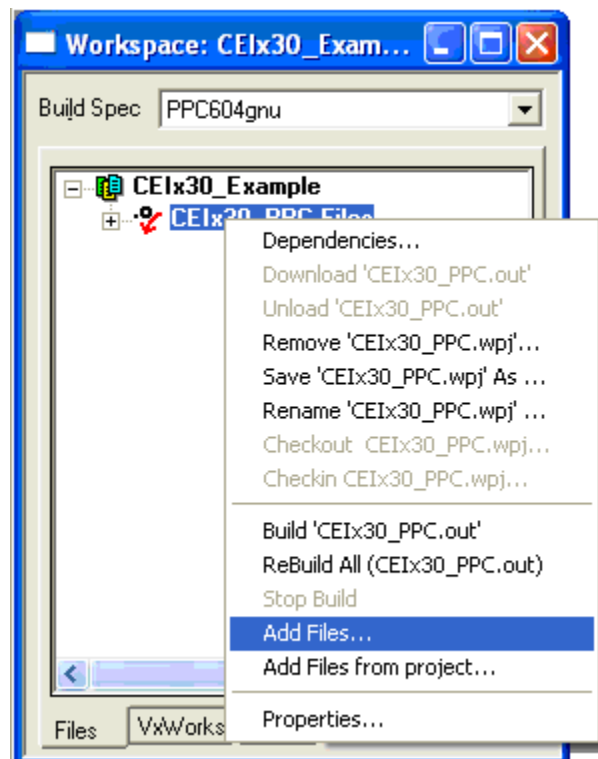 Workspace: CEIx30_Exam...
Build Spec PPC604gnu
CEIx30_Example
CEIx30_PPC Files
Dependencies...
Download 'CEIx30_PPC.out'
Unload 'CEIx30_PPC.out'
Remove 'CEIx30_PPC.wpj'...
Save 'CEIx30_PPC.wpj' As ...
Rename 'CEIx30_PPC.wpj' ...
Checkout CEIx30_PPC.wpj...
Checkin CEIx30_PPC.wpj...
Build 'CEIx30_PPC.out'
ReBuild All (CEIx30_PPC.out)
Stop Build
Add Files...
Add Files from project...
Properties...
Files VxWorks